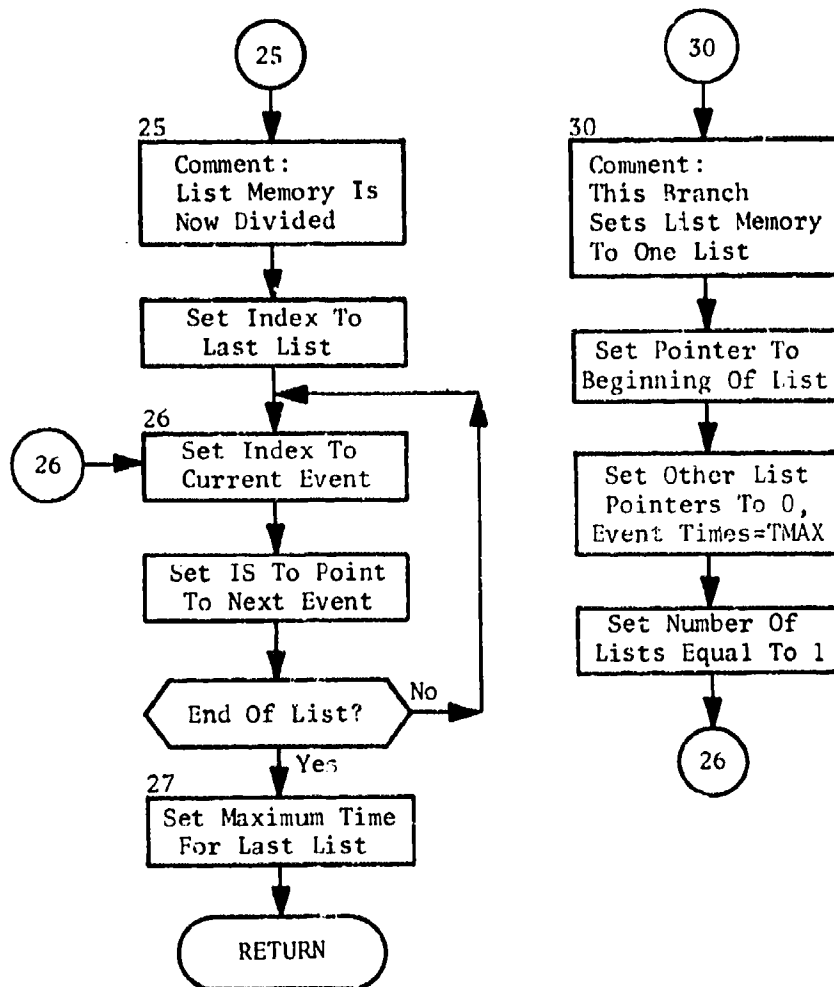 25
25
Comment:
List Memory Is
Now Divided
Set Index To
Last List
26
26
Set Index To
Current Event
Set IS To Point
To Next Event
End Of List?
No
Yes
27
Set Maximum Time
For Last List
RETURN
30
30
Comment:
This Branch
Sets List Memory
To One List
Set Pointer To
Beginning Of List
Set Other List
Pointers To 0,
Event Times=TMAX
Set Number Of
Lists Equal To 1
26